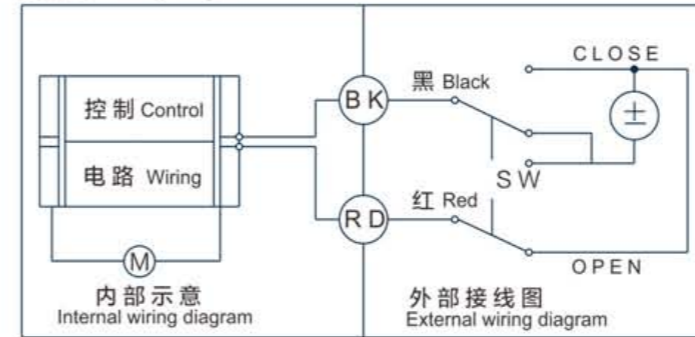 CLOSE
黑 Black
BK
控制 Control
±
电路 Wiring
SW
红 Red
RD
M
OPEN
内部示意
Internal wiring diagram
外部接线图
External wiring diagram